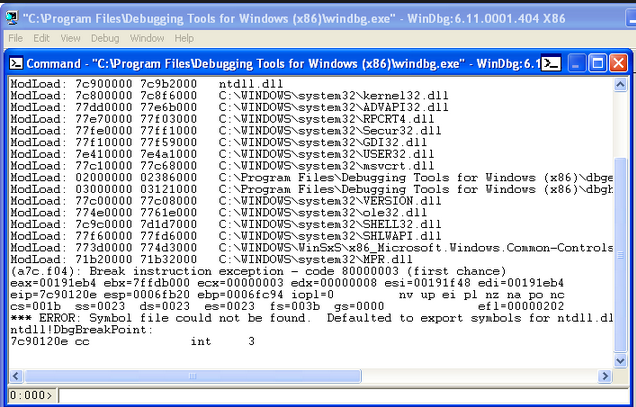 "C:\Program Files\Debugging Tools for Windows (x86)\windbg.exe" - WinDbg:6.11.0001.404 X86
File Edit View Debug Window Help
Command - "C:\Program Files\Debugging Tools for Windows (x86)\windbg.exe" - WinDbg:6.1
ModLoad: 7c900000 7c9b2000 ntdll.dll
ModLoad: 7c800000 7c8f6000 C:\WINDOWS\system32\kernel32.dll
ModLoad: 77dd0000 77e6b000 C:\WINDOWS\system32\ADVAPI32.dll
ModLoad: 77e70000 77f03000 C:\WINDOWS\system32\RPCRT4.dll
ModLoad: 77fe0000 77ff1000 C:\WINDOWS\system32\Secur32.dll
ModLoad: 77f10000 77f59000 C:\WINDOWS\system32\GDI32.dll
ModLoad: 7e410000 7e4a1000 C:\WINDOWS\system32\USER32.dll
ModLoad: 77c10000 77c68000 C:\WINDOWS\system32\msvcrt.dll
ModLoad: 02000000 02386000 C:\Program Files\Debugging Tools for Windows (x86)\dbge
ModLoad: 03000000 03121000 C:\Program Files\Debugging Tools for Windows (x86)\dbgh
ModLoad: 77c00000 77c08000 C:\WINDOWS\system32\VERSION.dll
ModLoad: 774e0000 7761e000 C:\WINDOWS\system32\ole32.dll
ModLoad: 7c9c0000 7d1d7000 C:\WINDOWS\system32\SHELL32.dll
ModLoad: 77f60000 77fd6000 C:\WINDOWS\system32\SHLWAPI.dll
ModLoad: 773d0000 774d3000 C:\WINDOWS\WinSxS\x86_Microsoft.Windows.Common-Controls
ModLoad: 71b20000 71b32000 C:\WINDOWS\system32\MPR.dll
(a7c.f04): Break instruction exception - code 80000003 (first chance)
eax=00191eb4 ebx=7ffdb000 ecx=00000003 edx=00000008 esi=00191f48 edi=00191eb4
eip=7c90120e esp=0006fb20 ebp=0006fc94 iopl=0 nv up ei pl nz na po nc
cs=001b ss=0023 ds=0023 es=0023 fs=003b gs=0000 efl=00000202
*** ERROR: Symbol file could not be found. Defaulted to export symbols for ntdll.dl
ntdll!DbgBreakPoint:
7c90120e cc int 3
0:000>